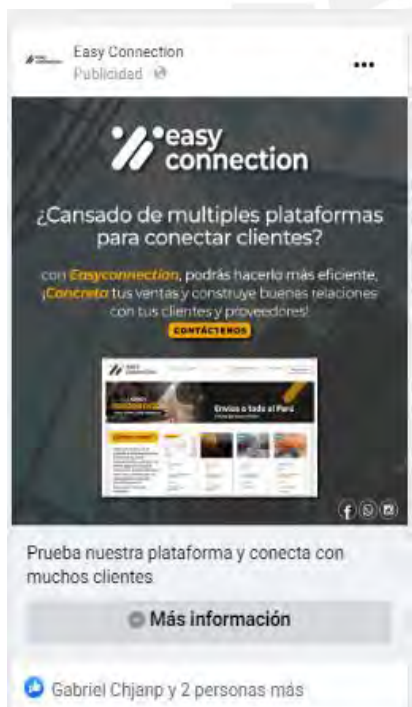 Easy Connection
Publicidad
easy
connection
¿Cansado de multiples plataformas
para conectar clientes?
con Easyconnection, podrás hacerlo más eficiente,
¡Concreta tus ventas y construye buenas relaciones
con tus clientes y proveedores!
CONTÁCTENOS
EASY
CONNECTION
Envíos a todo el Perú
Prueba nuestra plataforma y conecta con
muchos clientes
Más información
Gabriel Chjanp y 2 personas más